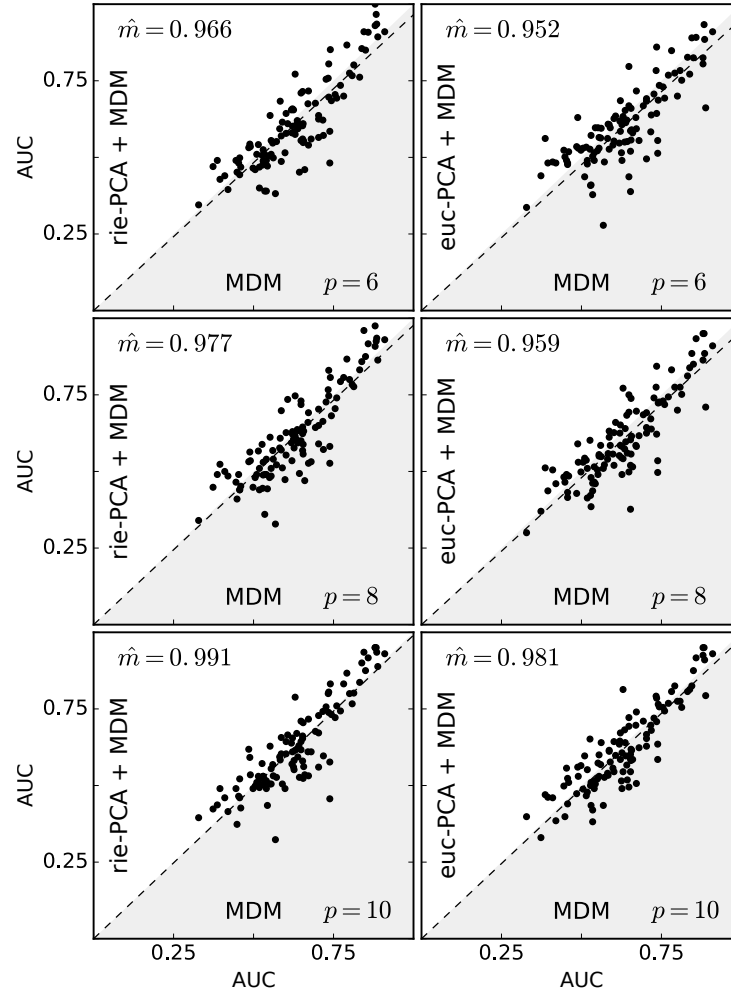 m̂ = 0.966
0.75
0.25
AUC
rie-PCA + MDM
MDM
p = 6
m̂ = 0.952
euc-PCA + MDM
MDM
p = 6
m̂ = 0.977
0.75
0.25
AUC
rie-PCA + MDM
MDM
p = 8
m̂ = 0.959
euc-PCA + MDM
MDM
p = 8
m̂ = 0.991
0.75
0.25
AUC
rie-PCA + MDM
MDM
p = 10
0.25
0.75
AUC
m̂ = 0.981
euc-PCA + MDM
MDM
p = 10
0.25
0.75
AUC